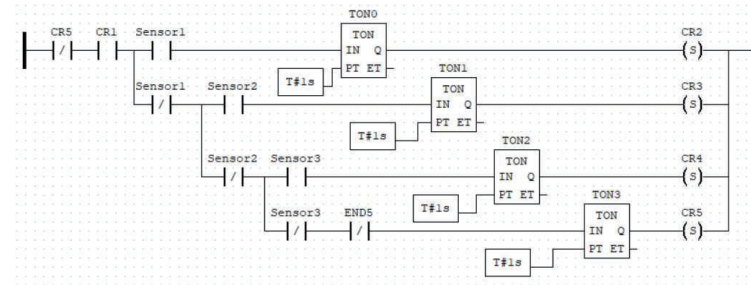 TON0
CR5 CR1 Sensor1 TON CR2
IN Q S
PT ET
T#1s TON1
Sensor1 Sensor2 TON CR3
IN Q S
PT ET
T#1s TON2
Sensor2 Sensor3 TON CR4
IN Q S
PT ET
T#1s TON3
Sensor3 END5 TON CR5
IN Q S
PT ET
T#1s